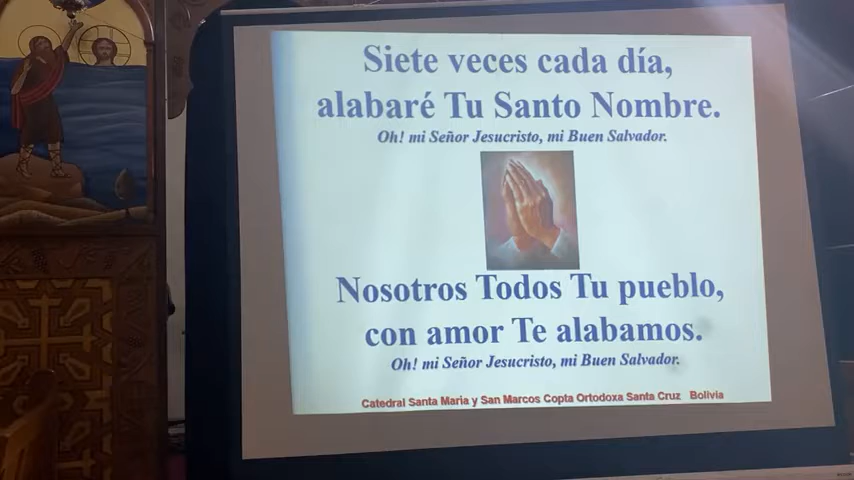 Siete veces cada día,
alabaré Tu Santo Nombre.
Oh! mi Señor Jesucristo, mi Buen Salvador.
Nosotros Todos Tu pueblo,
con amor Te alabamos.
Oh! mi Señor Jesucristo, mi Buen Salvador.
Catedral Santa Maria y San Marcos Copta Ortodoxa Santa Cruz Bolivia